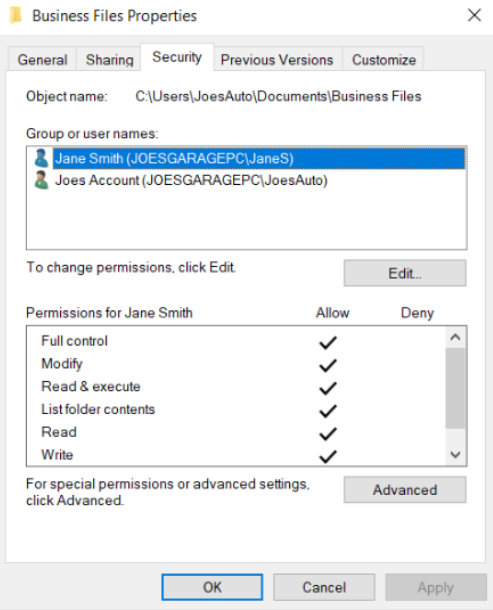 Business Files Properties
General Sharing Security Previous Versions Customize
Object name: C:\Users\JoesAuto\Documents\Business Files
Group or user names:
Jane Smith (JOESGARAGEPC\JaneS)
Joes Account (JOESGARAGEPC\JoesAuto)
To change permissions, click Edit.
Edit...
Permissions for Jane Smith Allow Deny
Full control
Modify
Read & execute
List folder contents
Read
Write
For special permissions or advanced settings,
click Advanced.
Advanced
OK Cancel Apply